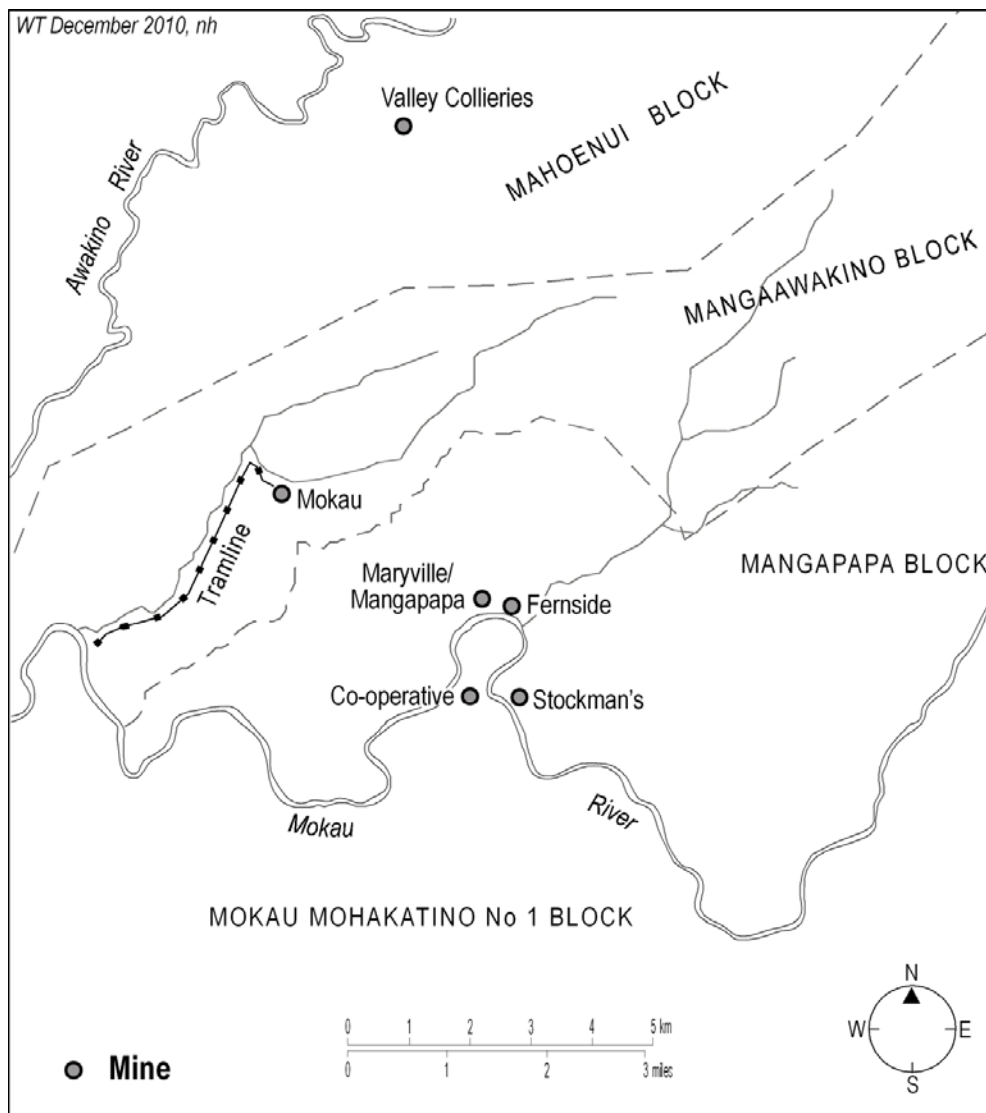 WT December 2010, nh
Valley Collieries
MAHOENUI BLOCK
Awakino River
MANGAAWAKINO BLOCK
Mokau
Tramline
MANGAPAPA BLOCK
Maryville/
Mangapapa
Fernside
Co-operative
Stockman's
Mokau
River
MOKAU MOHAKATINO No 1 BLOCK
N
W
E
S
0 1 2 3 4 5 km
0 1 2 3 miles
Mine